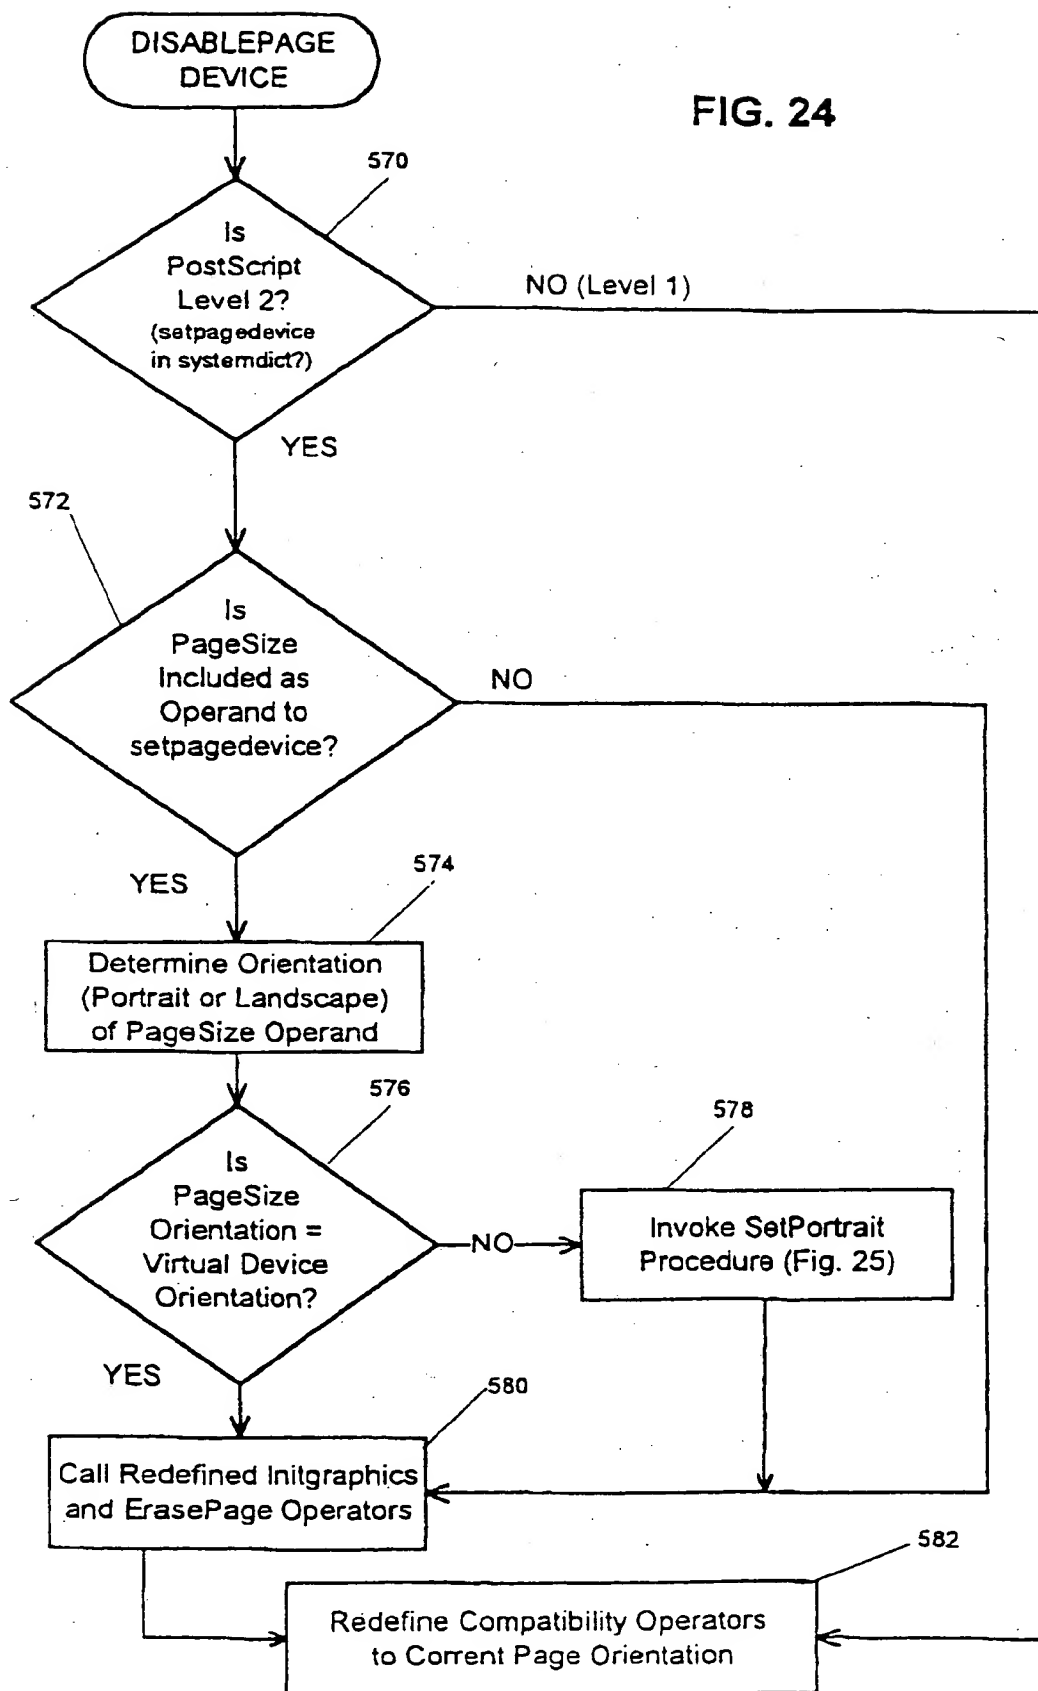 DISABLEPAGE
DEVICE
FIG. 24
570
Is
PostScript
Level 2?
(setpagedevice
in systemdict?)
NO (Level 1)
YES
572
Is
PageSize
Included as
Operand to
setpagedevice?
NO
YES
574
Determine Orientation
(Portrait or Landscape)
of PageSize Operand
576
Is
PageSize
Orientation =
Virtual Device
Orientation?
NO
578
Invoke SetPortrait
Procedure (Fig. 25)
YES
580
Call Redefined Initgraphics
and ErasePage Operators
582
Redefine Compatibility Operators
to Current Page Orientation